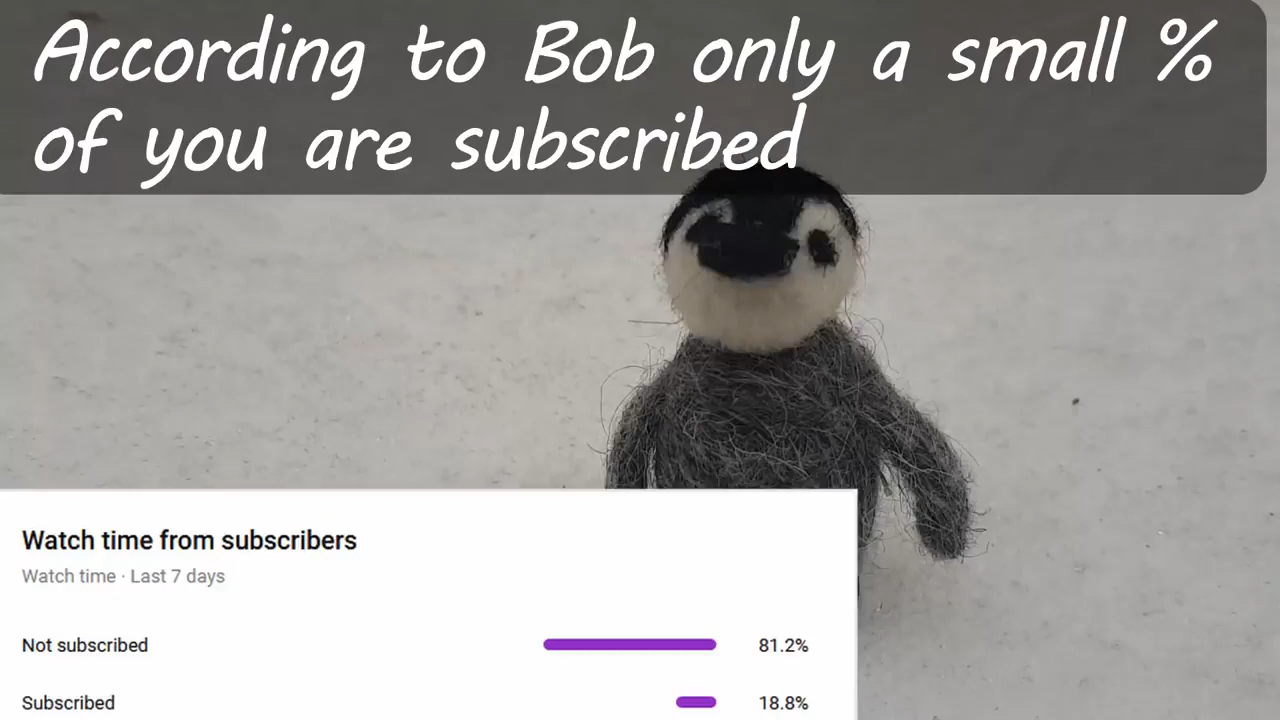 According to Bob only a small %
of you are subscribed
Watch time from subscribers
Watch time · Last 7 days
Not subscribed 81.2%
Subscribed 18.8%